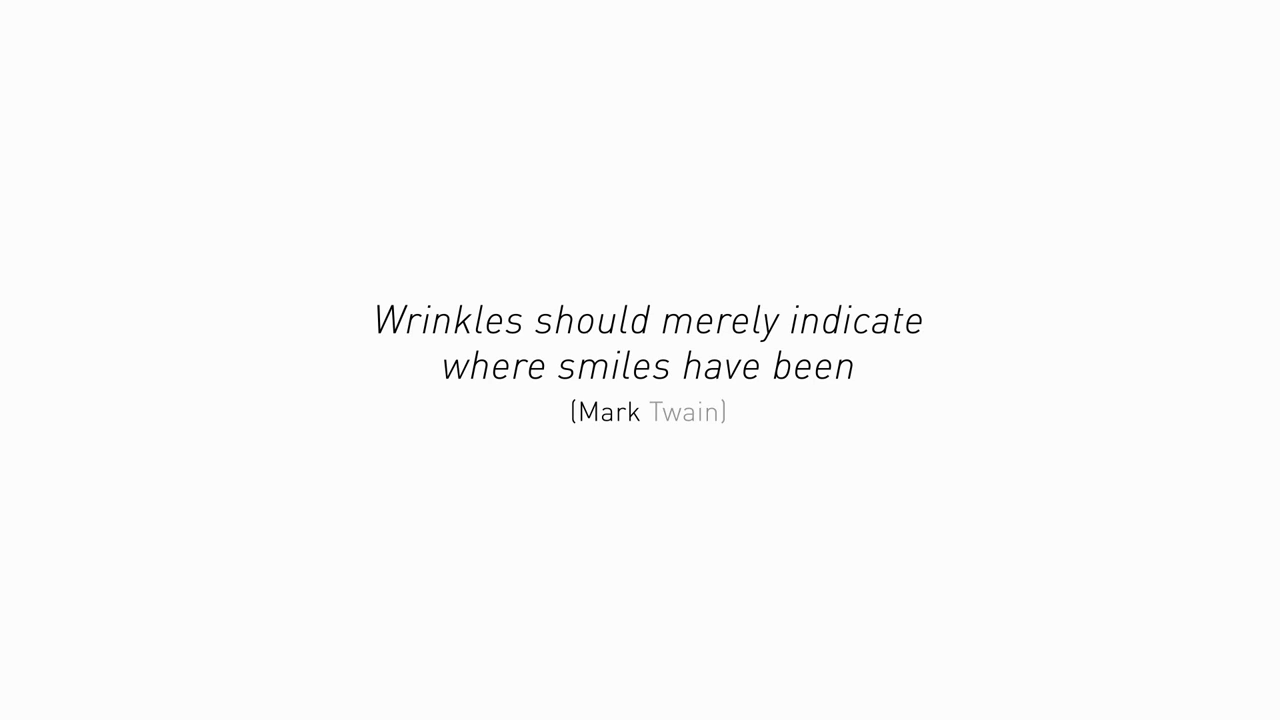 Wrinkles should merely indicate
where smiles have been
(Mark Twain)